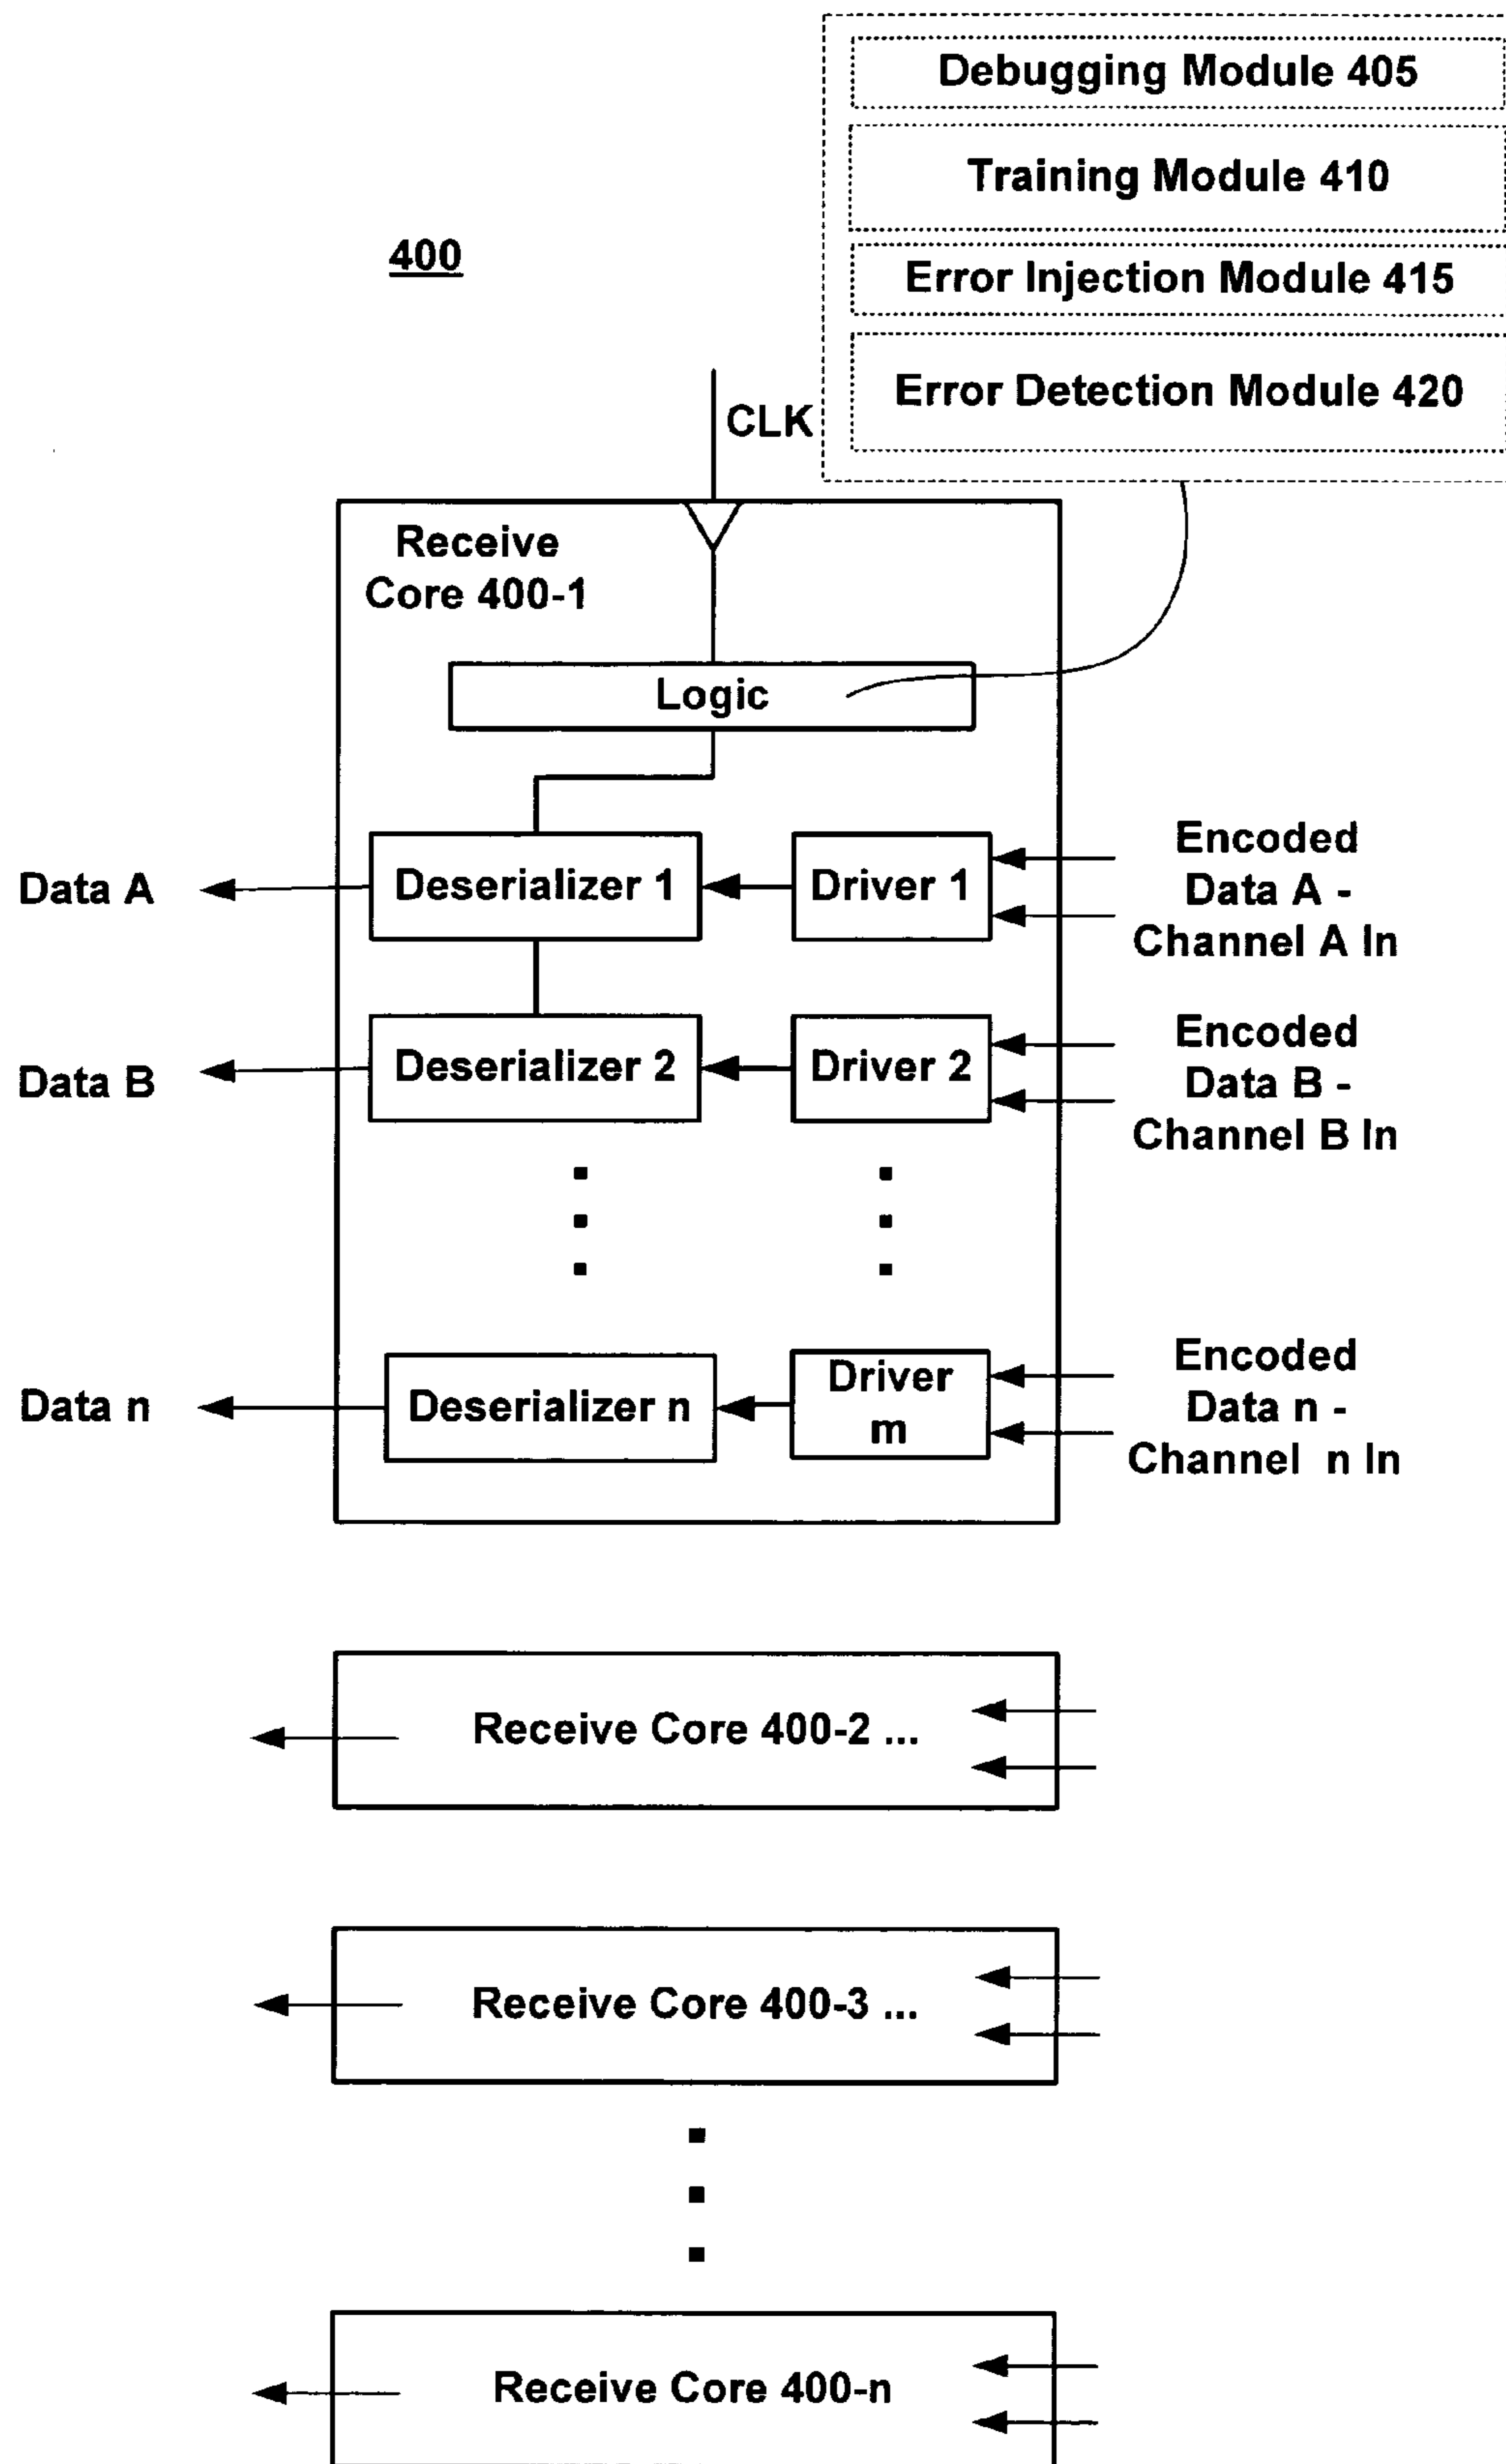 Debugging Module 405
Training Module 410
Error Injection Module 415
Error Detection Module 420
400
CLK
Receive
Core 400-1
Logic
Data A
Deserializer 1
Driver 1
Encoded
Data A -
Channel A In
Data B
Deserializer 2
Driver 2
Encoded
Data B -
Channel B In
Data n
Deserializer n
Driver
m
Encoded
Data n -
Channel n In
Receive Core 400-2 ...
Receive Core 400-3 ...
Receive Core 400-n